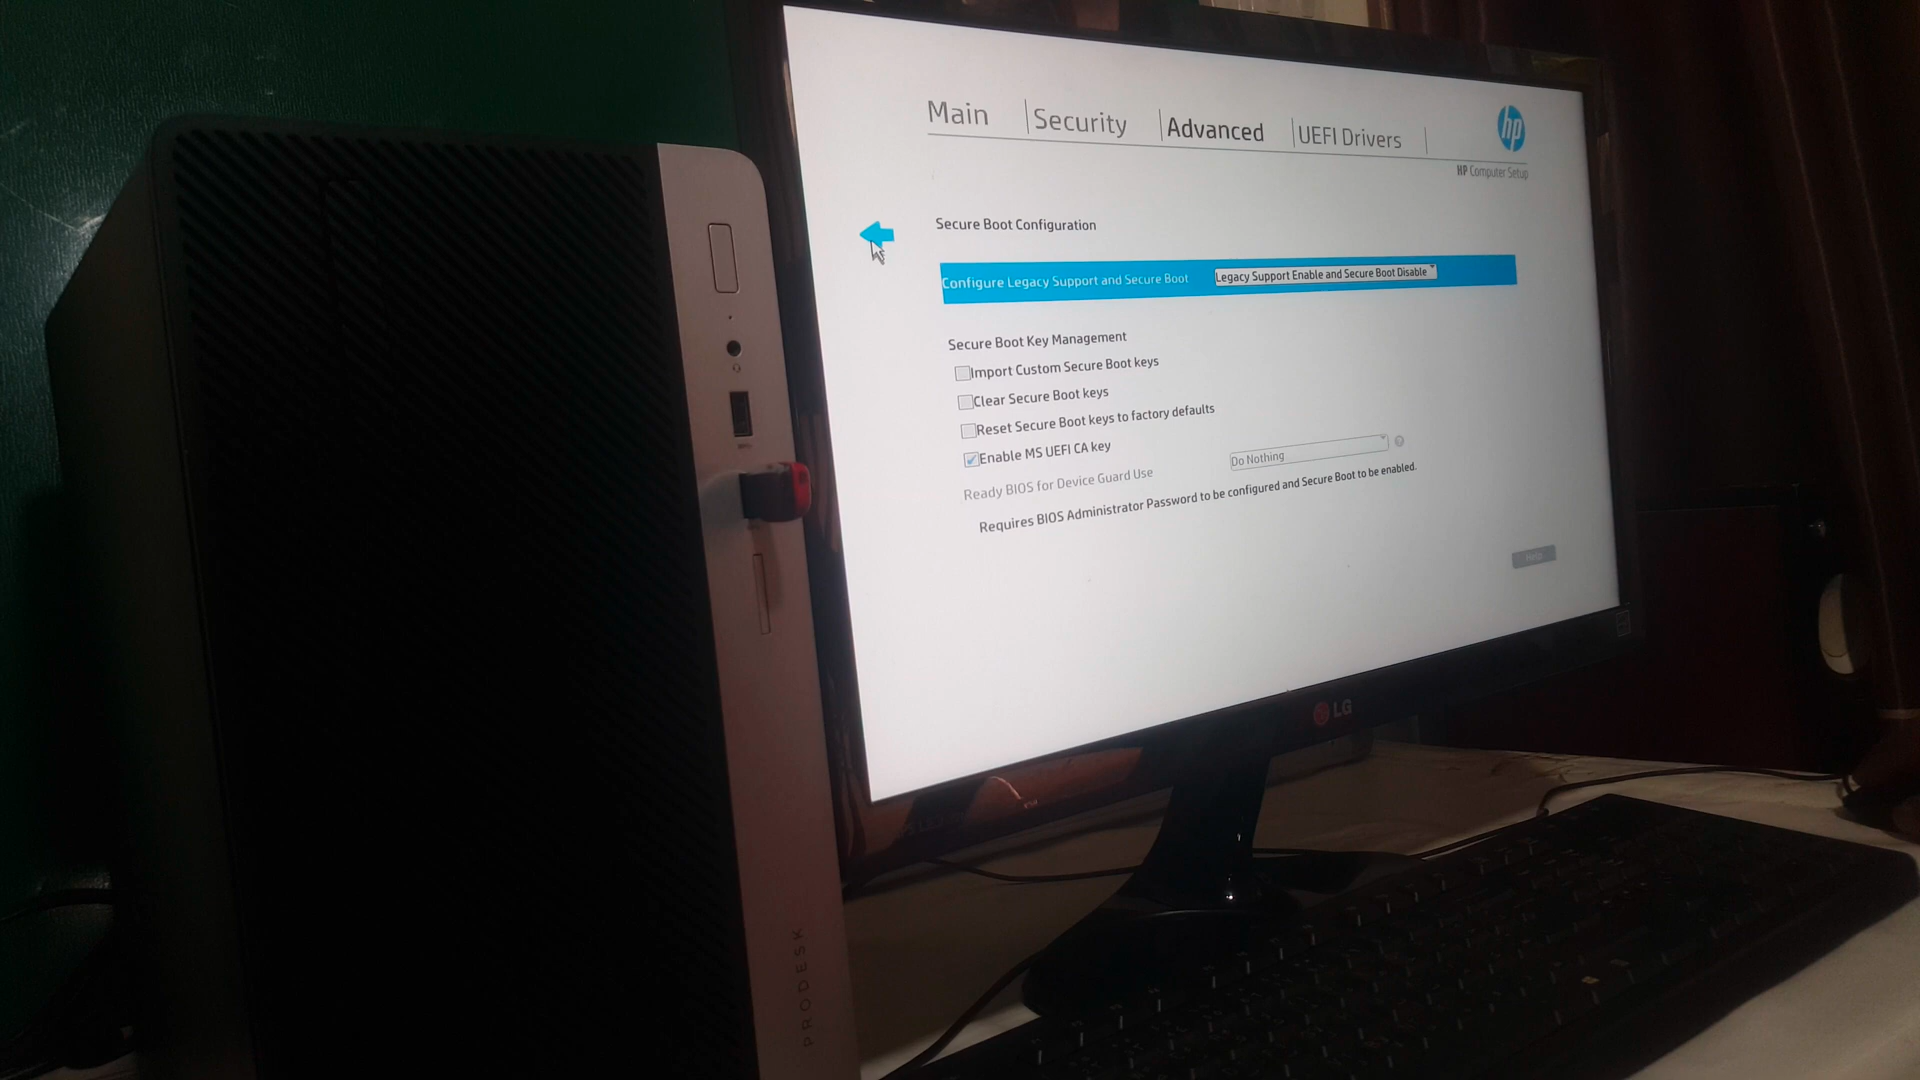 Main
Security
Advanced
UEFI Drivers
hp
HP Computer Setup
Secure Boot Configuration
Configure Legacy Support and Secure Boot
Legacy Support Enable and Secure Boot Disable
Secure Boot Key Management
Import Custom Secure Boot keys
Clear Secure Boot keys
Reset Secure Boot keys to factory defaults
Enable MS UEFI CA key
Ready BIOS for Device Guard Use
Do Nothing
?
Requires BIOS Administrator Password to be configured and Secure Boot to be enabled.
Help
LG
PRODESK